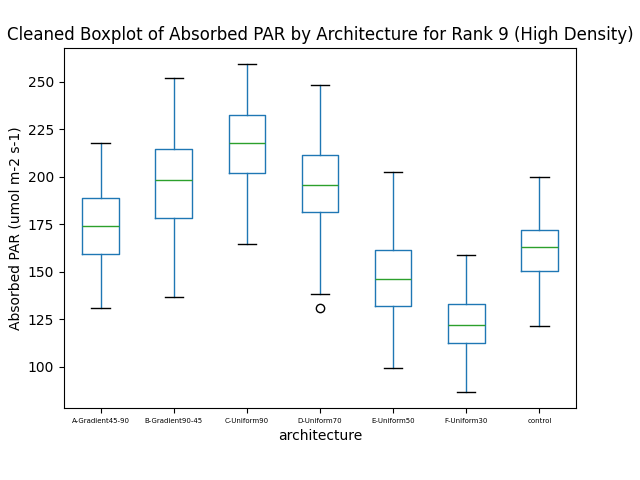 Cleaned Boxplot of Absorbed PAR by Architecture for Rank 9 (High Density)
Absorbed PAR (umol m-2 s-1)
250
225
200
175
150
125
100
A-Gradient45-90 B-Gradient90-45 C-Uniform90 D-Uniform70 E-Uniform50 F-Uniform30 control
architecture